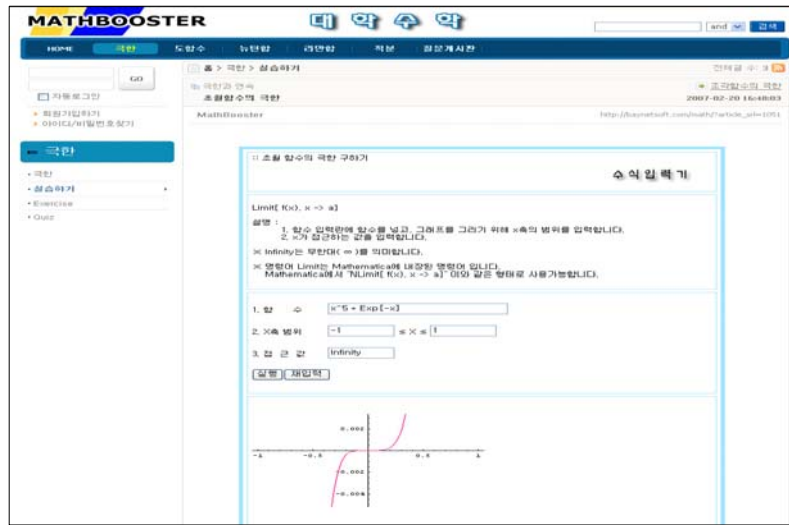 MATHBOOSTER
대학수학
and 검색
HOME 극한 도함수 뉴턴합 리만합 적분 질문게시판
홈 > 극한 > 실습하기
GO
자동로그인
회원가입하기
아이디/비밀번호찾기
극한과 연속
초월함수의 극한
조각함수의 극한
2007-02-20 16:48:03
MathBooster
극한
극한
실습하기
Exercise
Quiz
:: 초월 함수의 극한 구하기
수식입력기
Limit[ f(x), x -> a]
설명 :
1. 함수 입력란에 함수를 넣고, 그래프를 그리기 위해 x축의 범위를 입력합니다.
2. x가 접근하는 값을 입력합니다.
※ Infinity는 무한대( ∞ )를 의미합니다.
※ 명령어 Limit는 Mathematica에 내장된 명령어 입니다.
Mathematica에서 "NLimit[ f(x), x -> a]" 이와 같은 형태로 사용가능합니다.
1. 함 수 x^5 * Exp[-x]
2. X축 범위 -1 ≤ X ≤ 1
3. 접 근 값 Infinity
실행 재입력
0.002
-1 -0.5 0.5 1
-0.002
-0.004